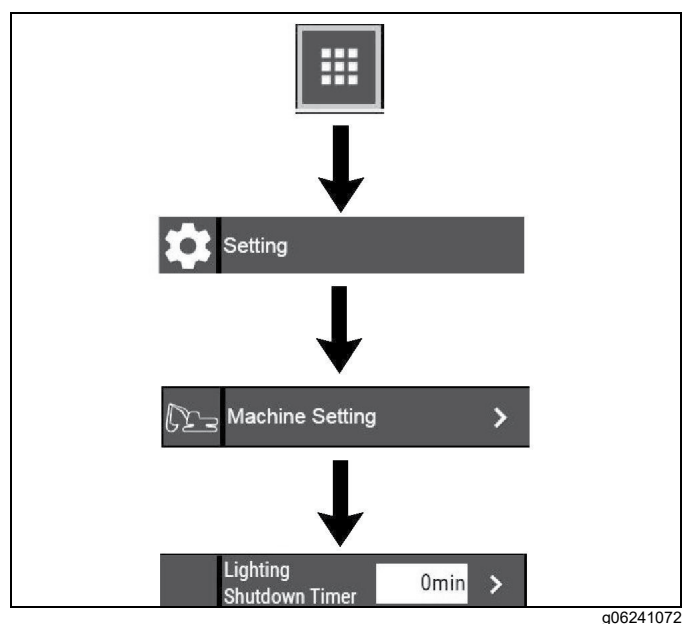 Setting
Machine Setting
Lighting
Shutdown Timer 0min
g06241072